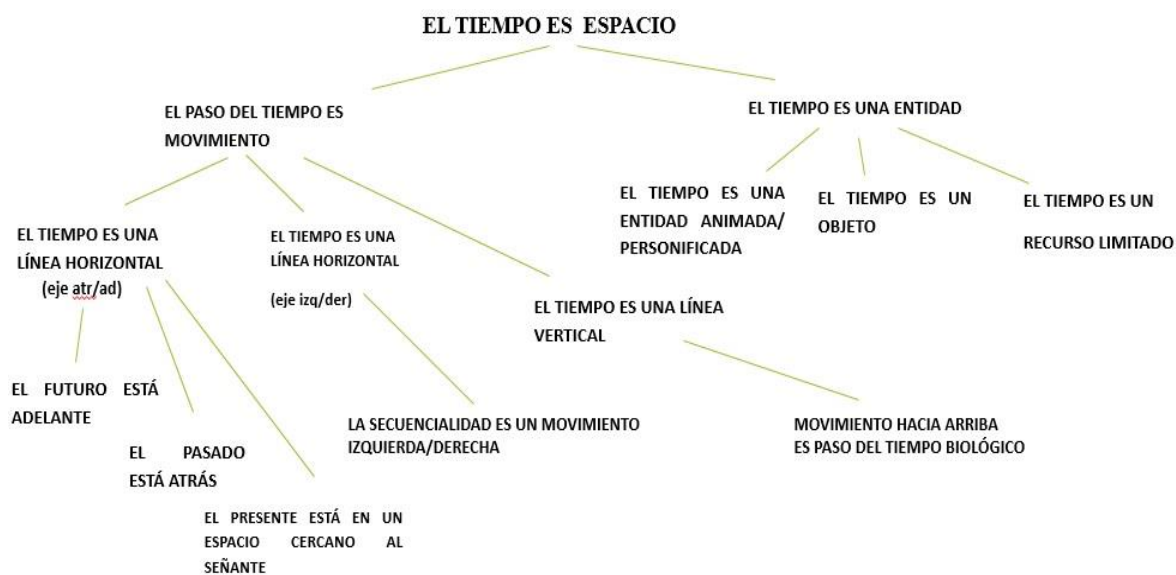 EL TIEMPO ES ESPACIO
EL PASO DEL TIEMPO ES
MOVIMIENTO
EL TIEMPO ES UNA ENTIDAD
EL TIEMPO ES UNA
LÍNEA HORIZONTAL
(eje atr/ad)
EL TIEMPO ES UNA
LÍNEA HORIZONTAL
(eje izq/der)
EL TIEMPO ES UNA LÍNEA
VERTICAL
EL TIEMPO ES UNA
ENTIDAD ANIMADA/
PERSONIFICADA
EL TIEMPO ES UN
OBJETO
EL TIEMPO ES UN
RECURSO LIMITADO
EL FUTURO ESTÁ
ADELANTE
EL PASADO
ESTÁ ATRÁS
EL PRESENTE ESTÁ EN UN
ESPACIO CERCANO AL
SEÑANTE
LA SECUENCIALIDAD ES UN MOVIMIENTO
IZQUIERDA/DERECHA
MOVIMIENTO HACIA ARRIBA
ES PASO DEL TIEMPO BIOLÓGICO